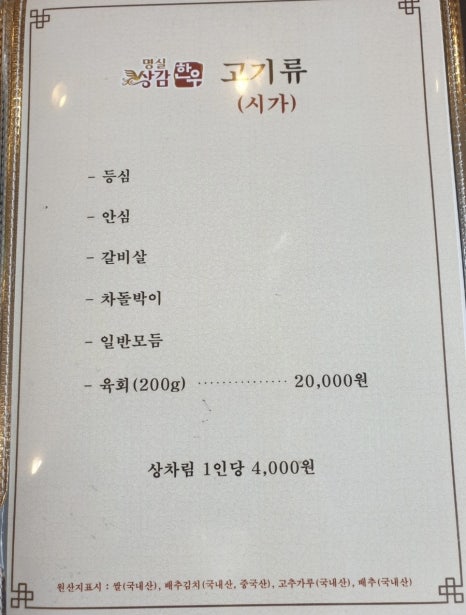 명실
상감 한우 고기류
(시가)
- 등심
- 안심
- 갈비살
- 차돌박이
- 일반모듬
- 육회(200g) ··············· 20,000원
상차림 1인당 4,000원
원산지표시 : 쌀(국내산), 배추김치(국내산, 중국산), 고추가루(국내산), 배추(국내산)